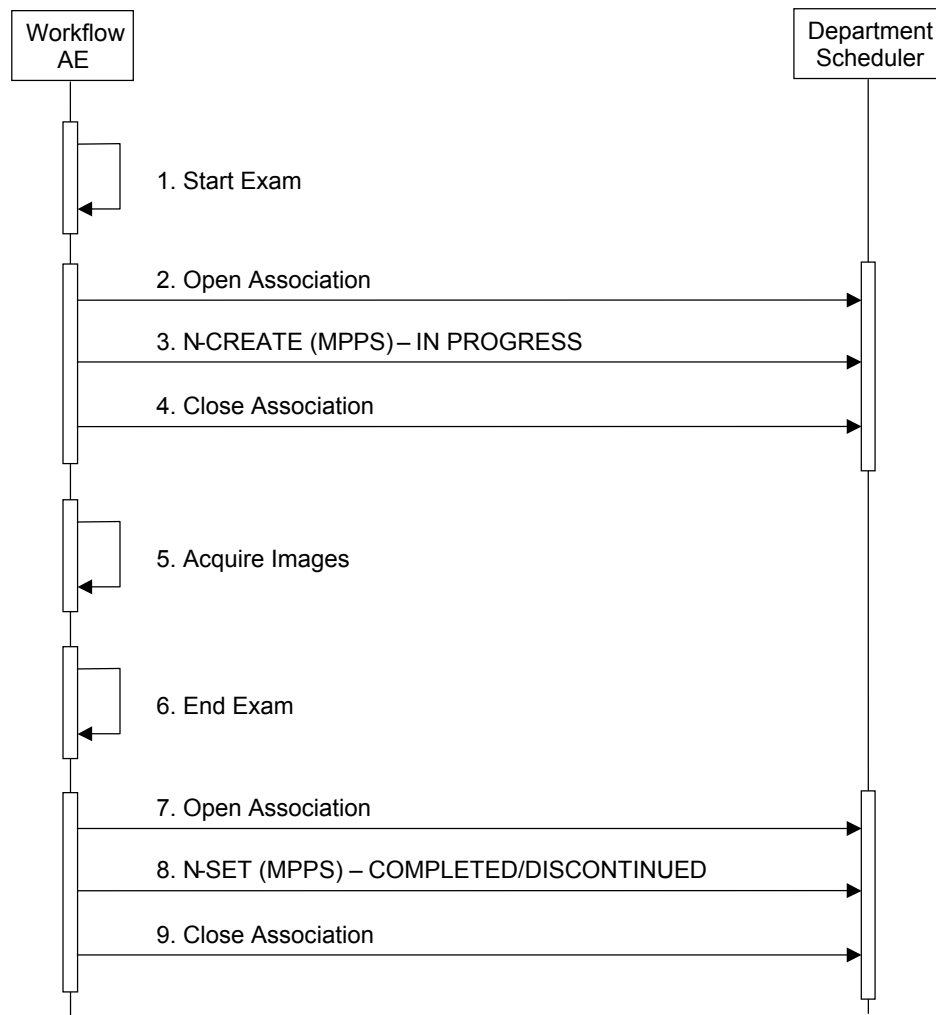 Workflow
AE
Department
Scheduler
1. Start Exam
2. Open Association
3. N-CREATE (MPPS) – IN PROGRESS
4. Close Association
5. Acquire Images
6. End Exam
7. Open Association
8. N-SET (MPPS) – COMPLETED/DISCONTINUED
9. Close Association